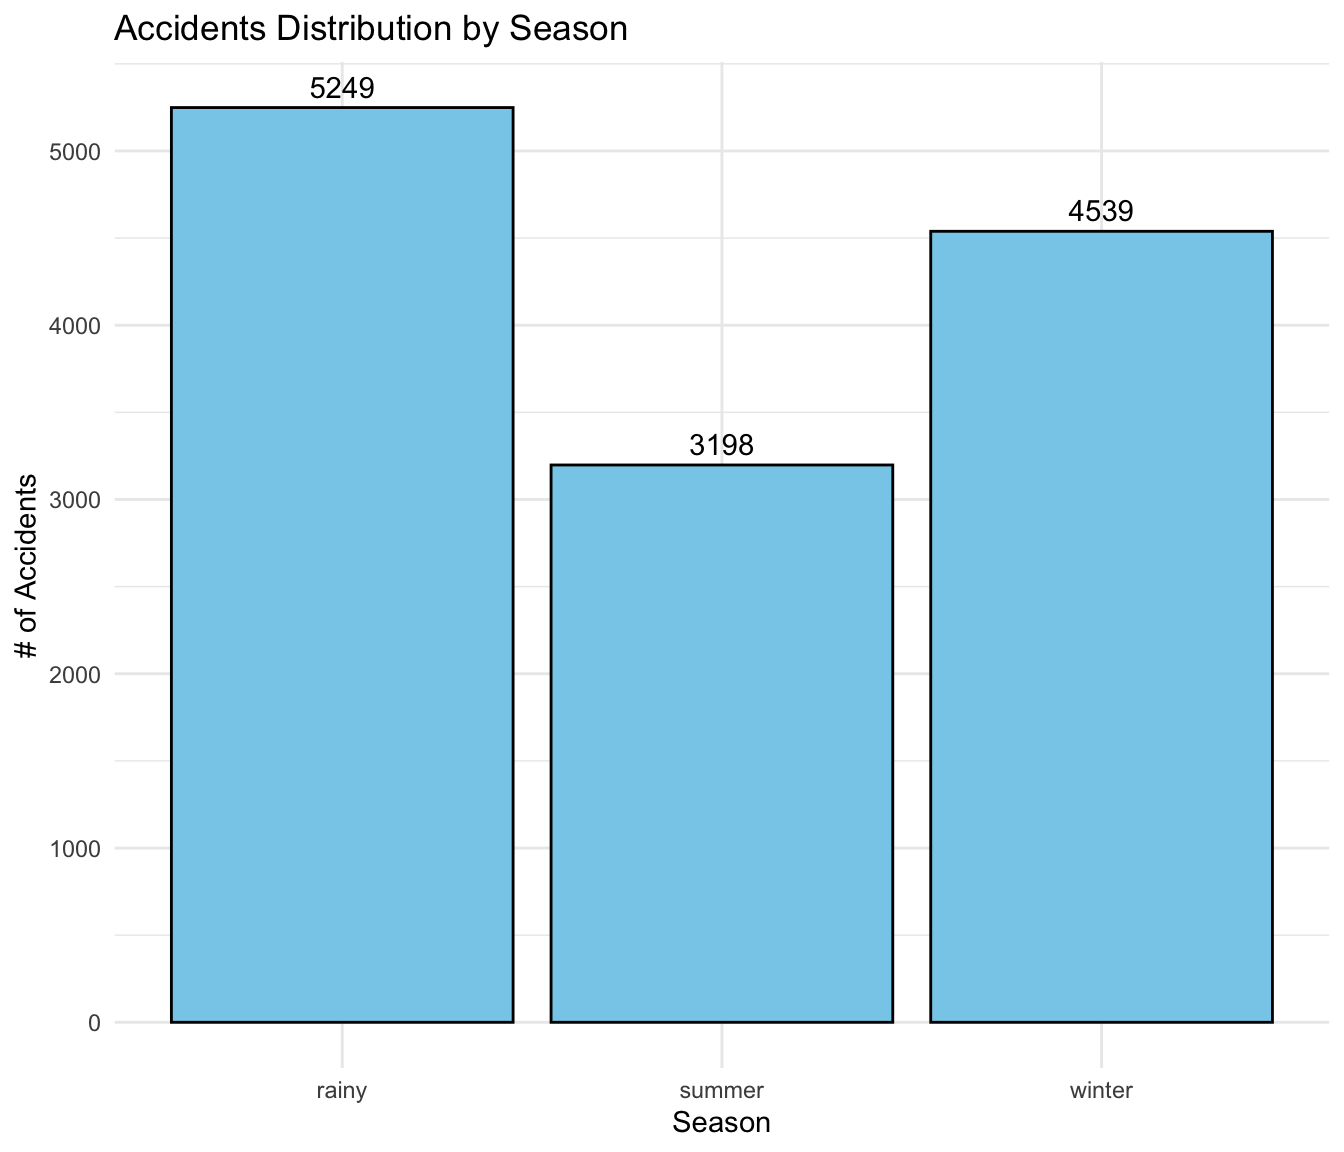 Accidents Distribution by Season
5249
5000
4539
4000
3198
3000
# of Accidents
2000
1000
0
rainy summer winter
Season